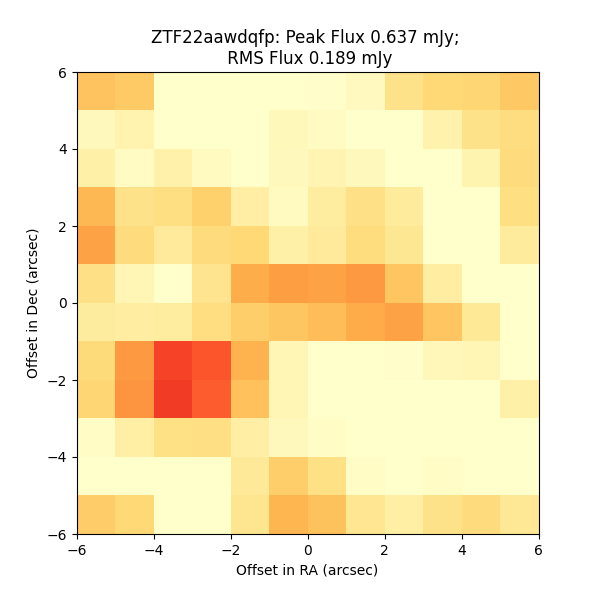 ZTF22aawdqfp: Peak Flux 0.637 mJy;
RMS Flux 0.189 mJy
6
4
2
0
−2
−4
−6
Offset in Dec (arcsec)
−6 −4 −2 0 2 4 6
Offset in RA (arcsec)